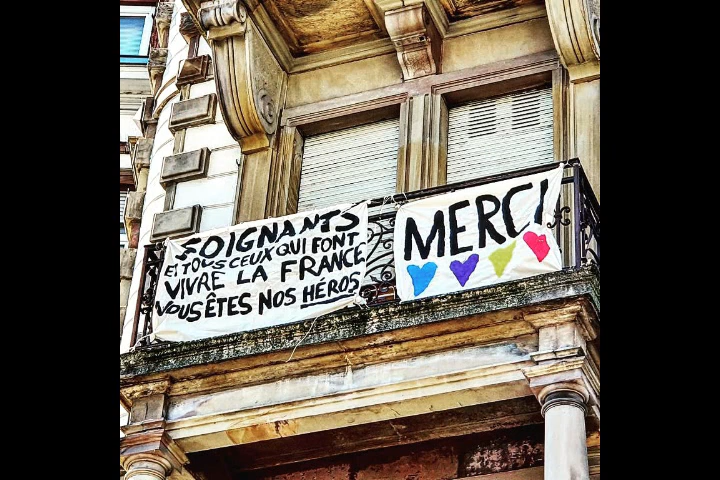 SOIGNANTS
ET TOUS CEUX QUI FONT
VIVRE LA FRANCE
VOUS ÊTES NOS HÉROS
MERCI